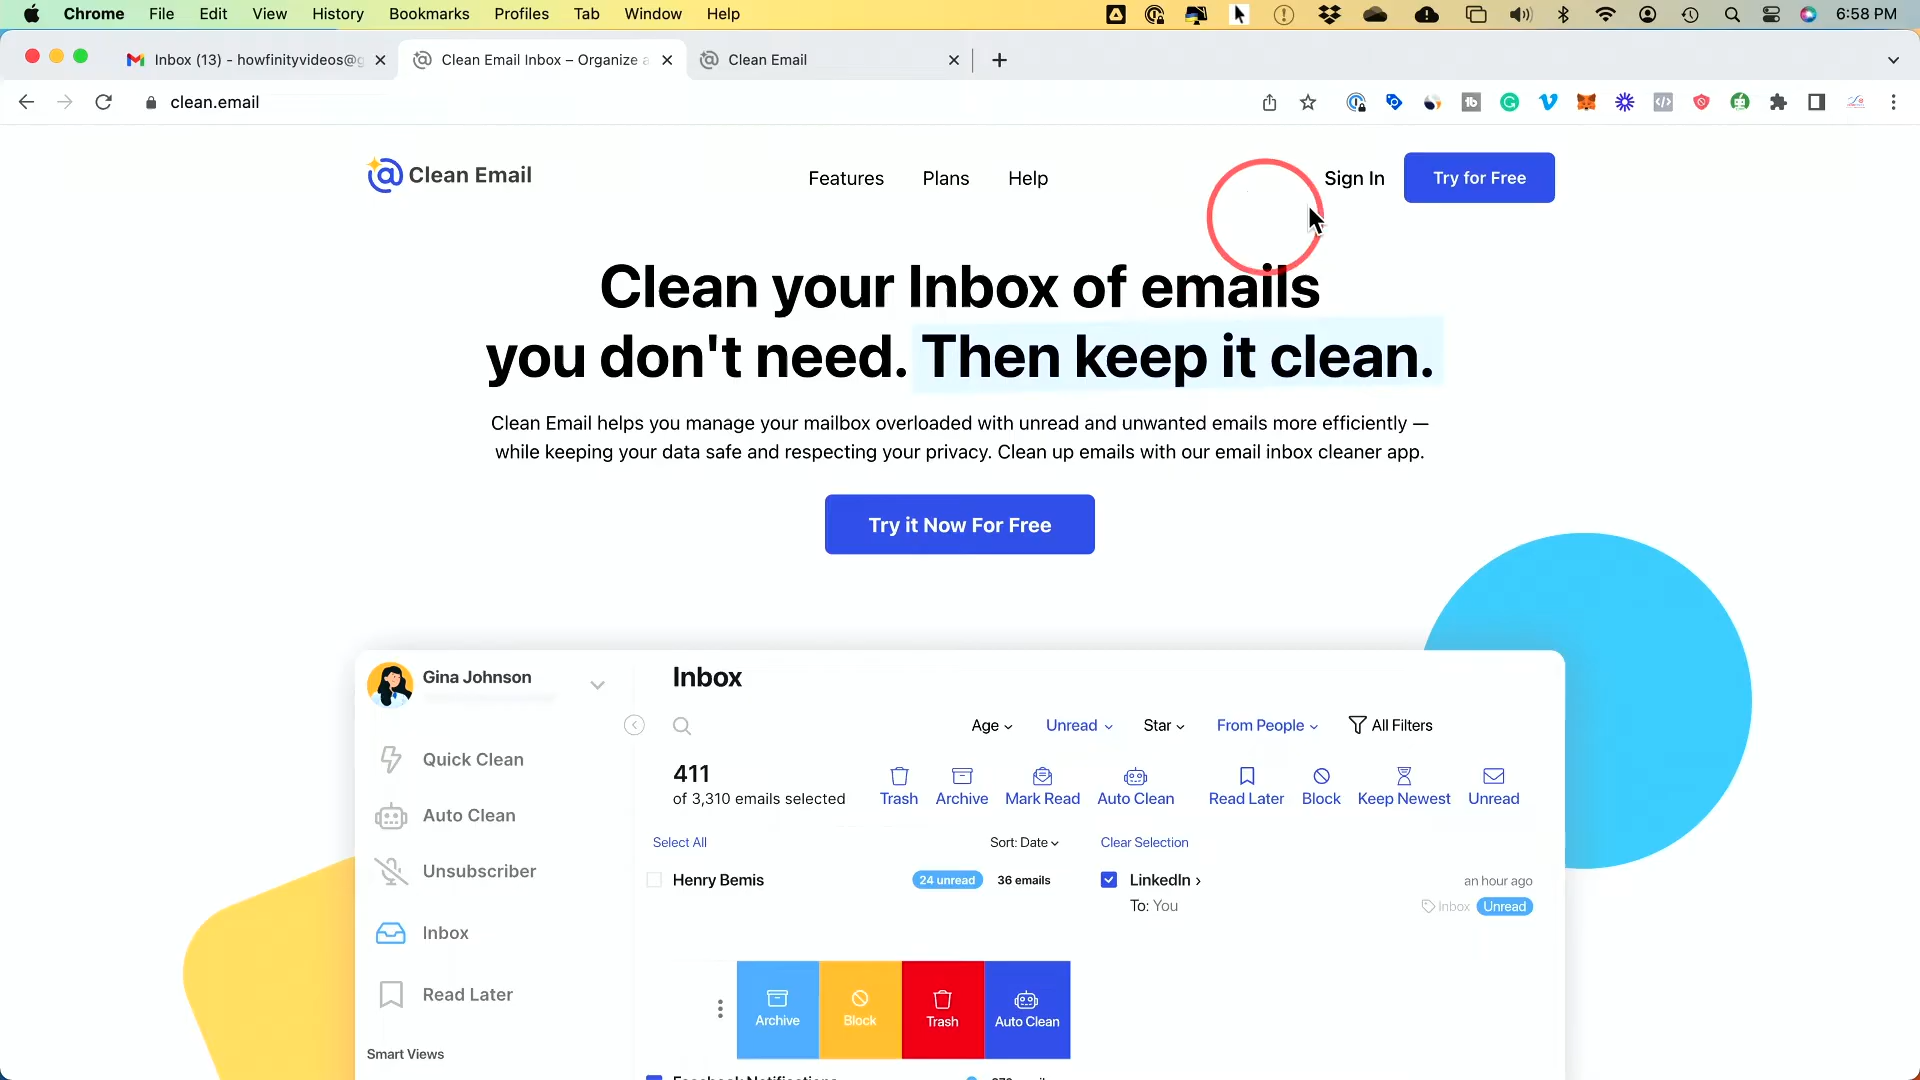 Chrome File Edit View History Bookmarks Profiles Tab Window Help 6:58 PM
Inbox (13) - howfinityvideos@g Clean Email Inbox – Organize a Clean Email
clean.email
Clean Email Features Plans Help Sign In Try for Free
Clean your Inbox of emails
you don't need. Then keep it clean.
Clean Email helps you manage your mailbox overloaded with unread and unwanted emails more efficiently —
while keeping your data safe and respecting your privacy. Clean up emails with our email inbox cleaner app.
Try it Now For Free
Gina Johnson
Quick Clean
Auto Clean
Unsubscriber
Inbox
Read Later
Smart Views
Inbox
Age Unread Star From People All Filters
411
of 3,310 emails selected
Trash Archive Mark Read Auto Clean Read Later Block Keep Newest Unread
Select All Sort: Date Clear Selection
Henry Bemis 24 unread 36 emails
LinkedIn › an hour ago
To: You Inbox Unread
Archive Block Trash Auto Clean